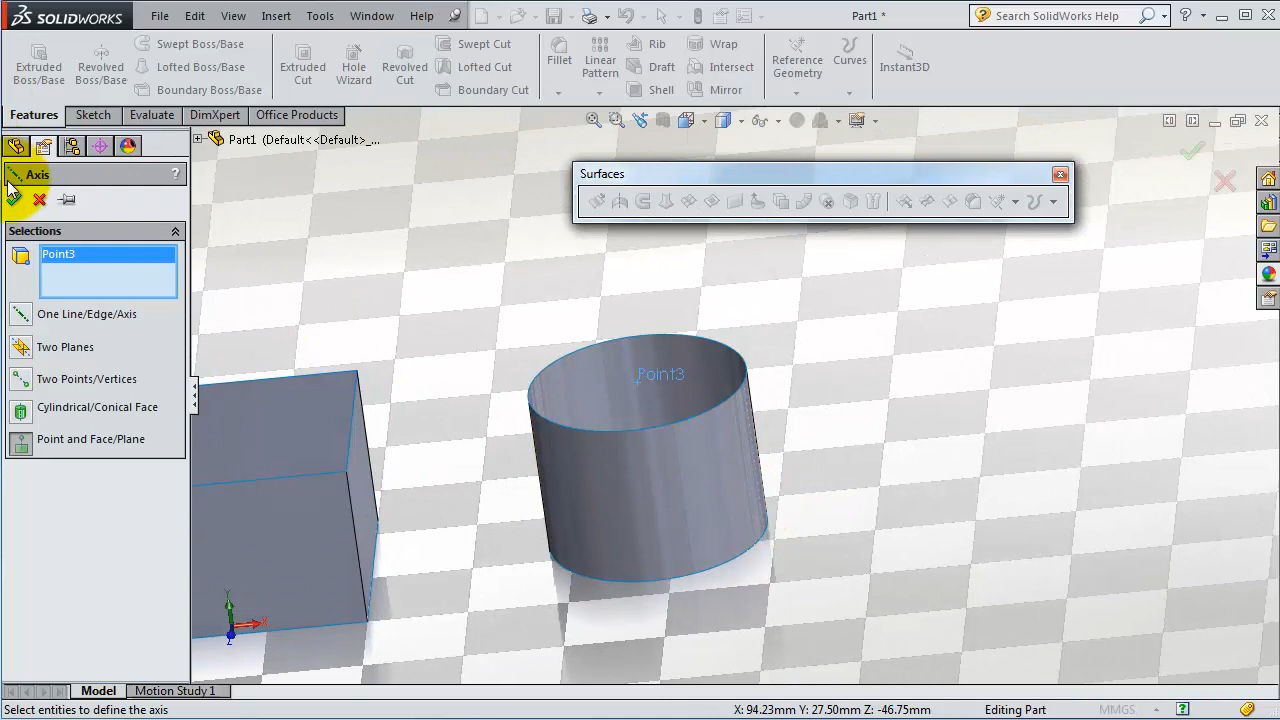 SOLIDWORKS File Edit View Insert Tools Window Help Part1 * Search SolidWorks Help ?
Extruded Boss/Base
Revolved Boss/Base
Swept Boss/Base
Lofted Boss/Base
Boundary Boss/Base
Extruded Cut
Hole Wizard
Revolved Cut
Swept Cut
Lofted Cut
Boundary Cut
Fillet
Linear Pattern
Rib
Draft
Shell
Wrap
Intersect
Mirror
Reference Geometry
Curves
Instant3D
Features Sketch Evaluate DimXpert Office Products
Part1 (Default<<Default>_...
Axis ?
Surfaces
Selections
Point3
One Line/Edge/Axis
Two Planes
Two Points/Vertices
Cylindrical/Conical Face
Point and Face/Plane
Point3
Y
X
Z
Model Motion Study 1
Select entities to define the axis X: 94.23mm Y: 27.50mm Z: -46.75mm Editing Part MMGS ?